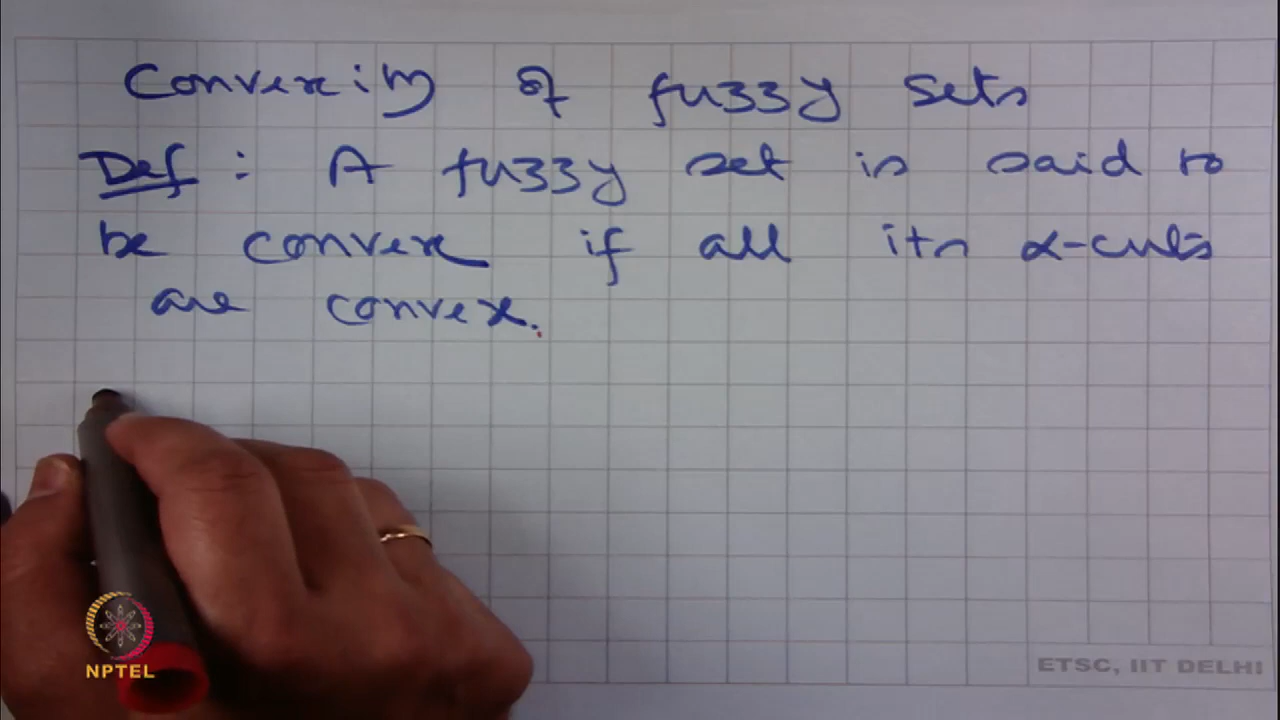 Convexity of fuzzy sets
Def : A fuzzy set is said to
be convex if all its α-cuts
are convex.
NPTEL
ETSC, IIT DELHI